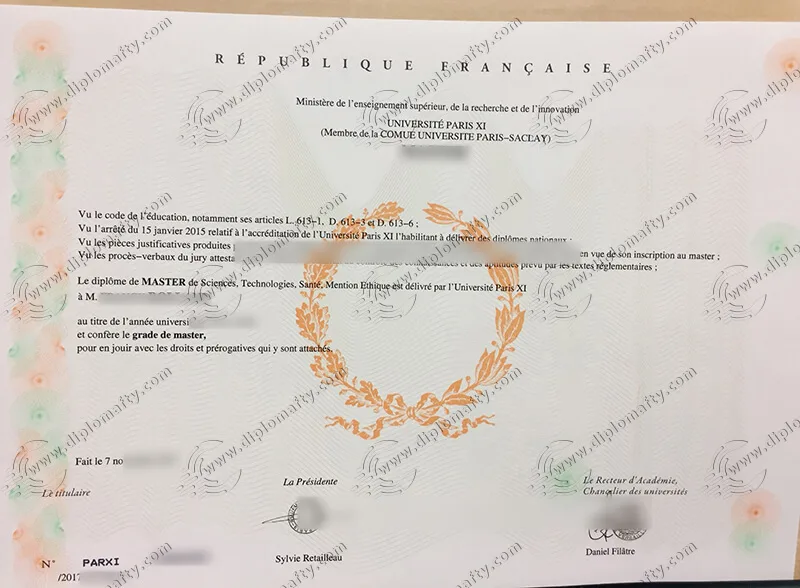 RÉPUBLIQUE FRANÇAISE
Ministère de l'enseignement supérieur, de la recherche et de l'innovation
UNIVERSITÉ PARIS XI
(Membre de la COMUÉ UNIVERSITE PARIS–SACLAY)
Vu le code de l'éducation, notamment ses articles L. 613–1, D. 613–3 et D. 613–6 ;
Vu l'arrêté du 15 janvier 2015 relatif à l'accréditation de l'Université Paris XI l'habilitant à délivrer des diplômes nationaux ;
Vu les pièces justificatives produites en vue de son inscription au master ;
Vu les procès–verbaux du jury attesta et des aptitudes prévu par les textes réglementaires ;
Le diplôme de MASTER de Sciences, Technologies, Santé, Mention Ethique est délivré par l'Université Paris XI
à M.
au titre de l'année universi
et confère le grade de master,
pour en jouir avec les droits et prérogatives qui y sont attachés.
Fait le 7 no
Le titulaire
La Présidente
Le Recteur d'Académie,
Chancelier des universités
Sylvie Retailleau
Daniel Filâtre
N° PARXI
/2017
www.diplomafty.com